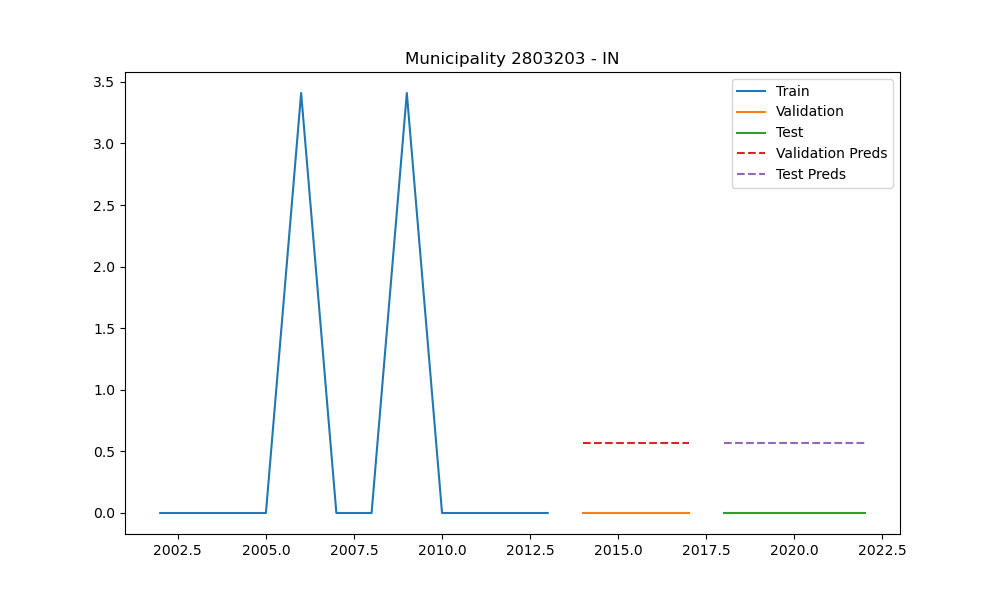 Municipality 2803203 - IN
3.5
3.0
2.5
2.0
1.5
1.0
0.5
0.0
2002.5 2005.0 2007.5 2010.0 2012.5 2015.0 2017.5 2020.0 2022.5
Train
Validation
Test
Validation Preds
Test Preds